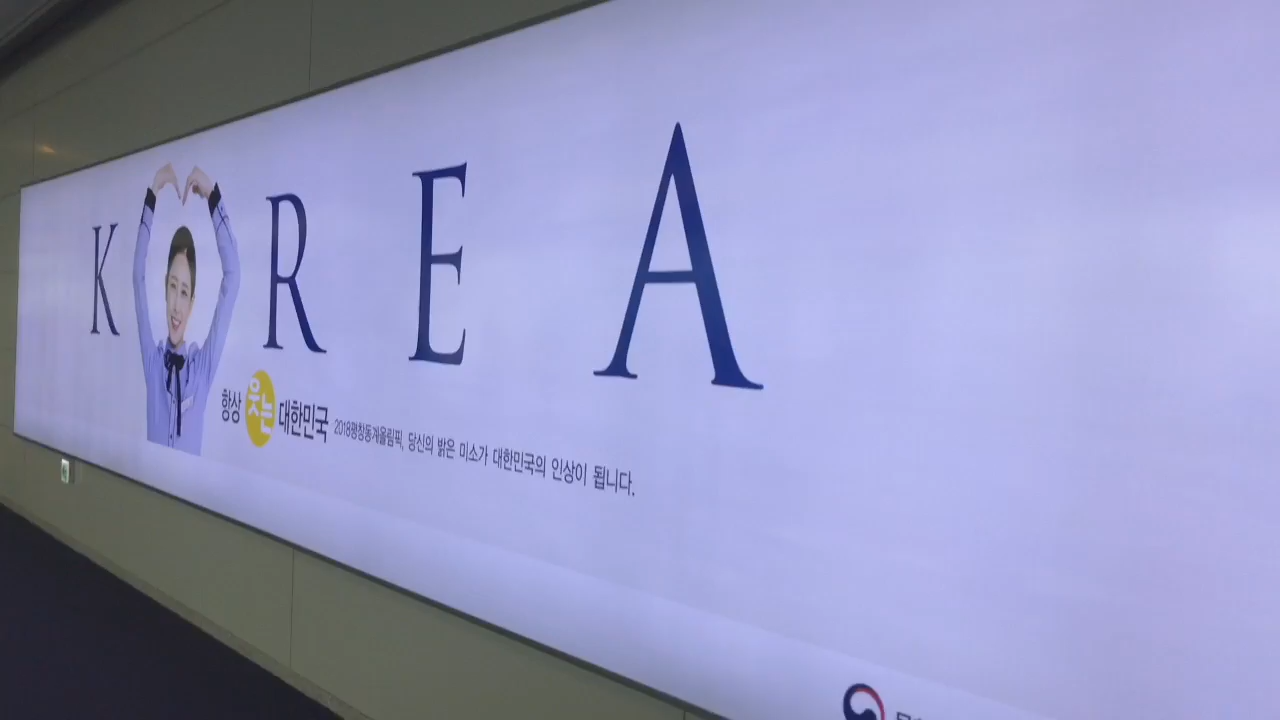 K REA
항상 웃는 대한민국 2018평창동계올림픽, 당신의 밝은 미소가 대한민국의 인상이 됩니다.